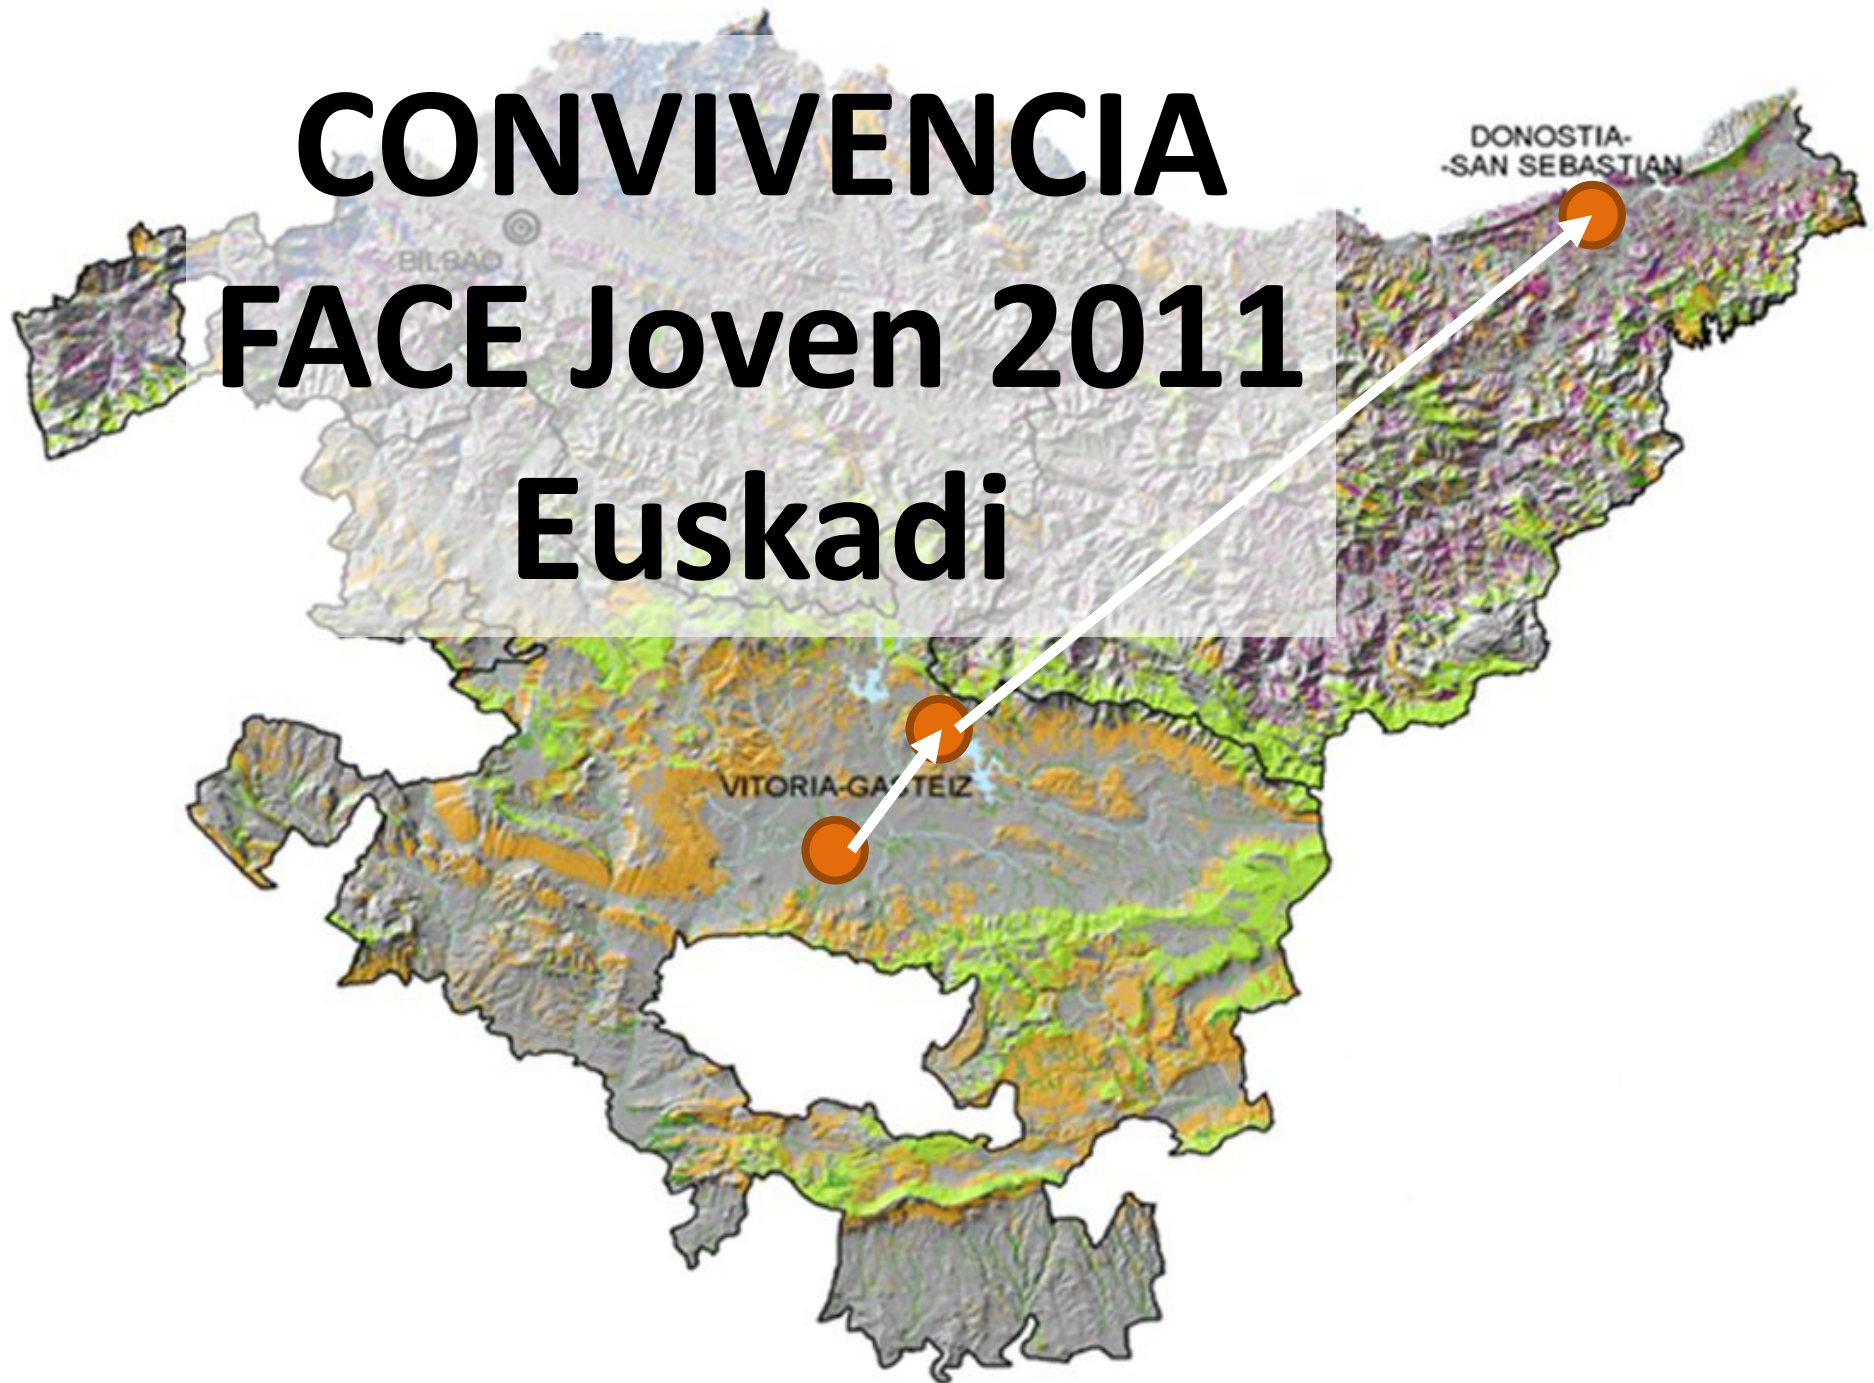 CONVIVENCIA
FACE Joven 2011
Euskadi
DONOSTIA-
-SAN SEBASTIAN
BILBAO
VITORIA-GASTEIZ